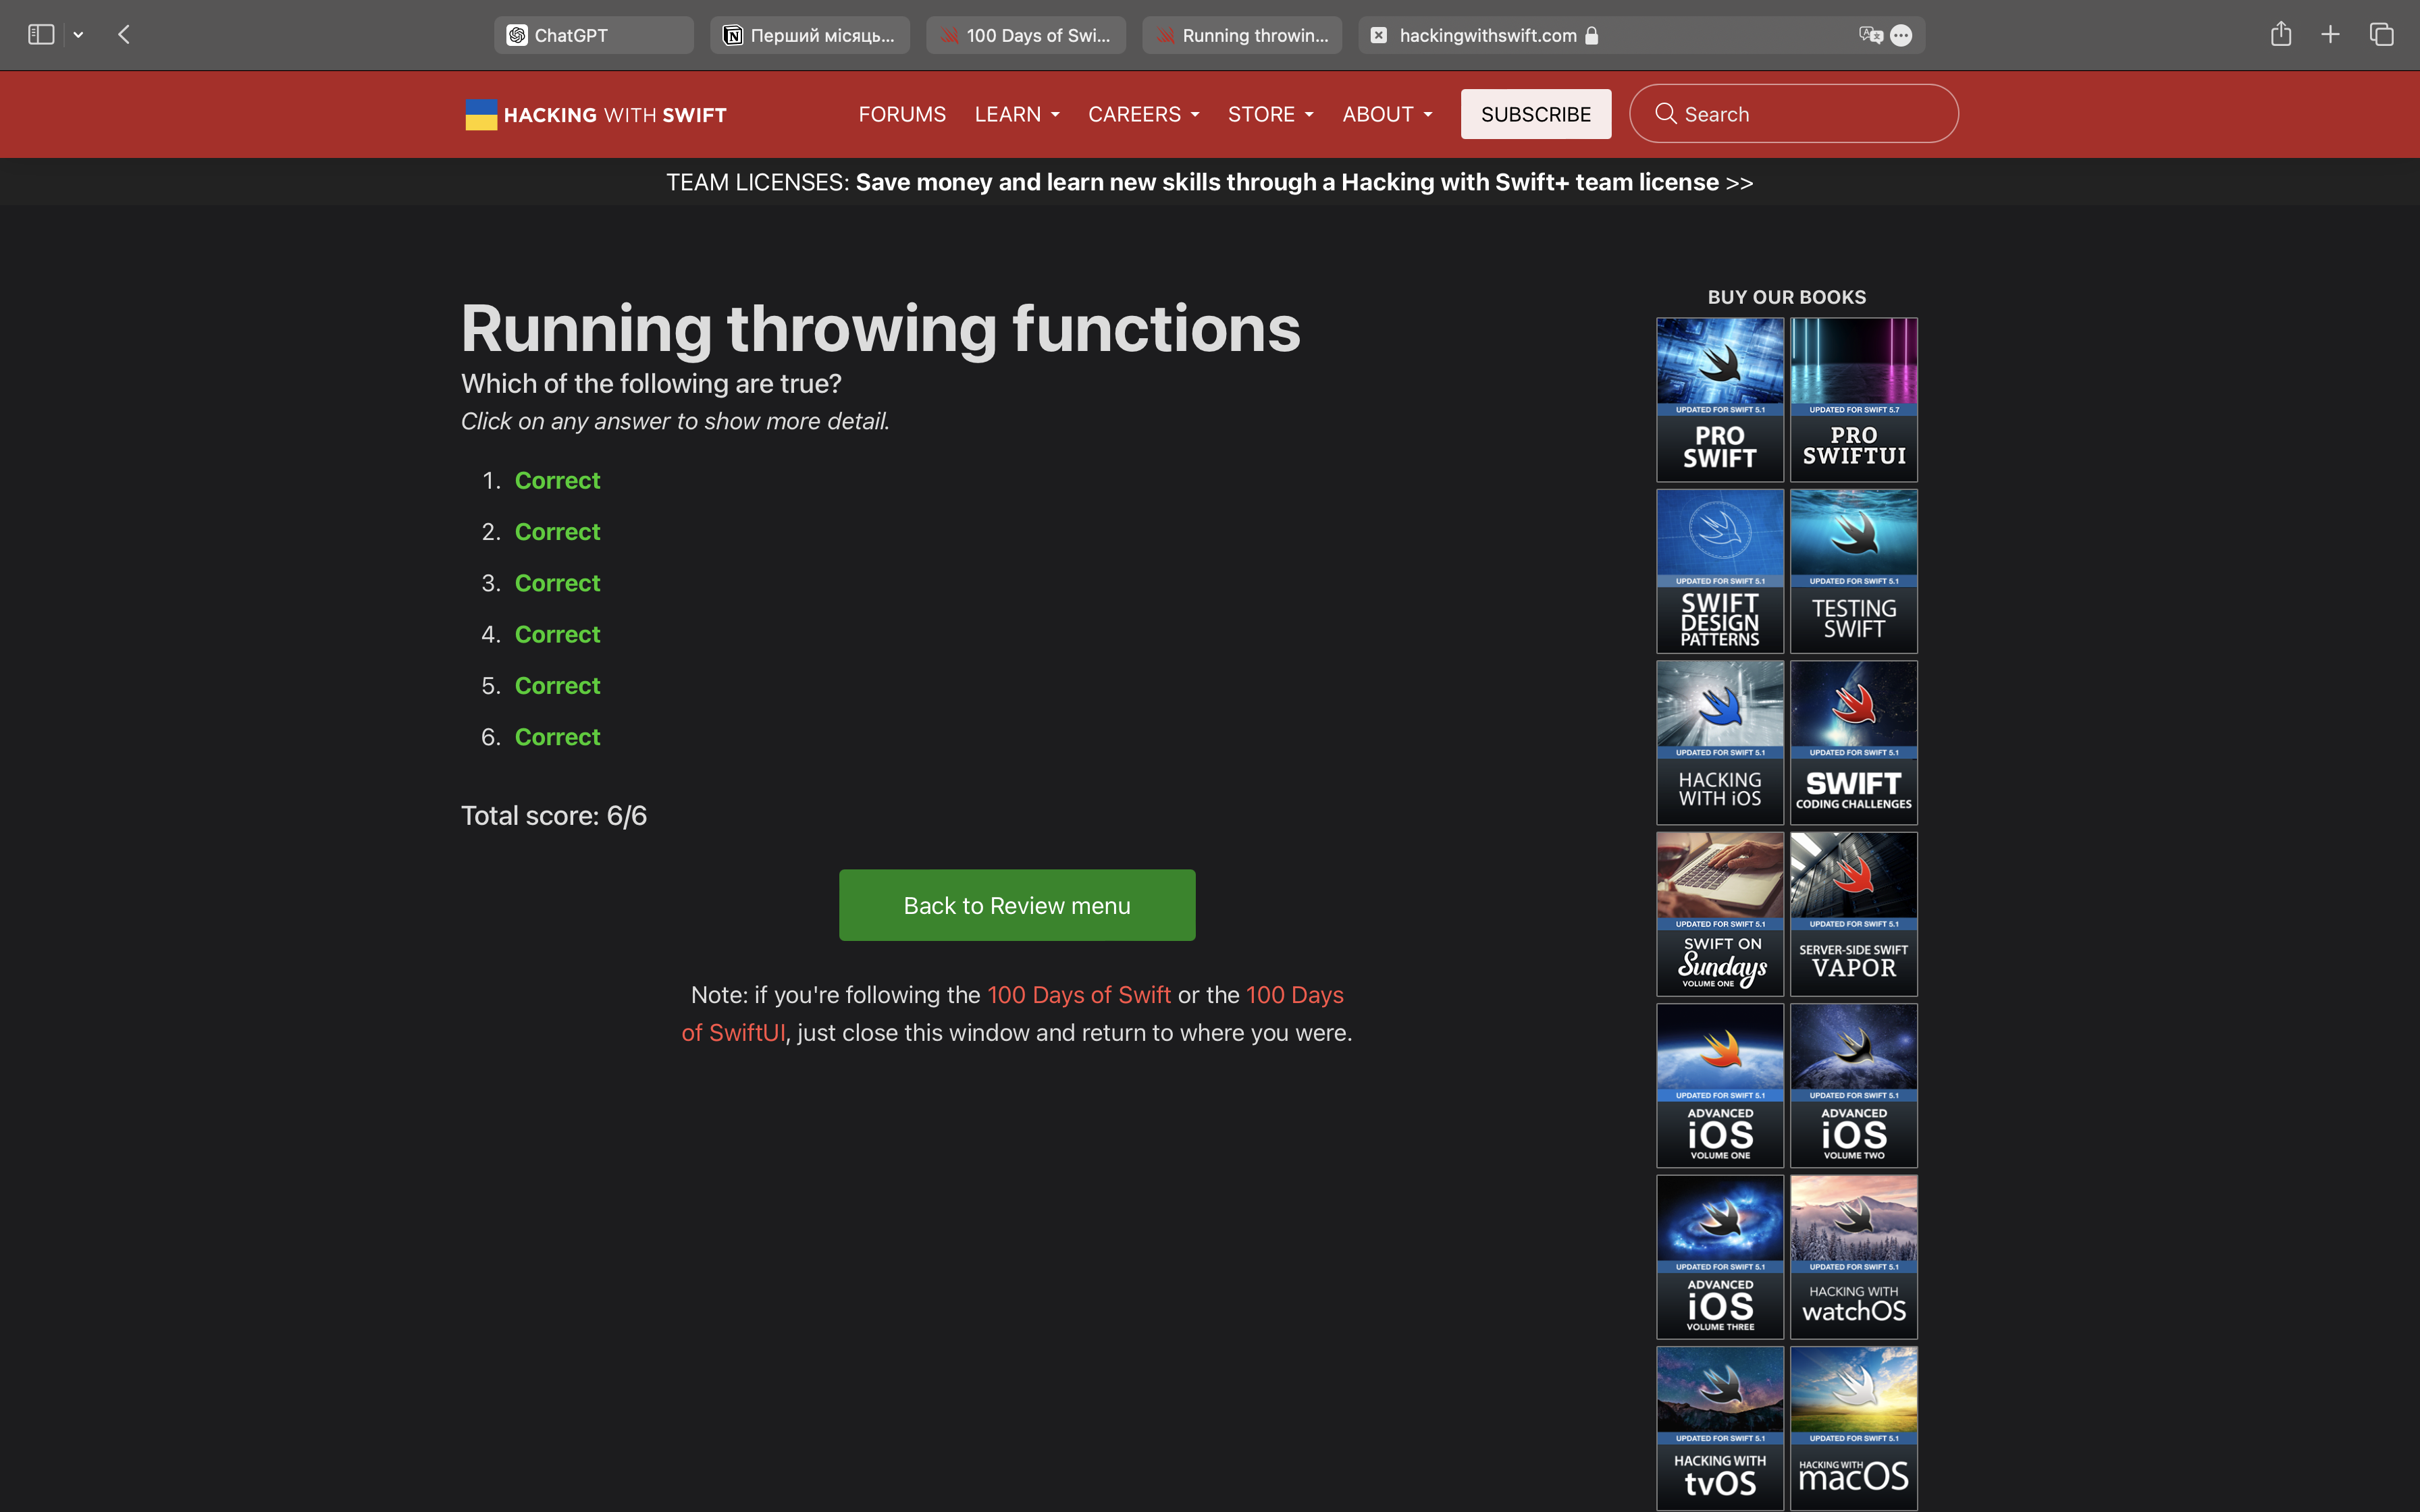 ChatGPT
Перший місяць...
100 Days of Swi...
Running throwin...
hackingwithswift.com
HACKING WITH SWIFT
FORUMS
LEARN
CAREERS
STORE
ABOUT
SUBSCRIBE
Search
TEAM LICENSES: Save money and learn new skills through a Hacking with Swift+ team license >>
Running throwing functions
Which of the following are true?
Click on any answer to show more detail.
1. Correct
2. Correct
3. Correct
4. Correct
5. Correct
6. Correct
Total score: 6/6
Back to Review menu
Note: if you're following the 100 Days of Swift or the 100 Days
of SwiftUI, just close this window and return to where you were.
BUY OUR BOOKS
UPDATED FOR SWIFT 5.1
PRO
SWIFT
UPDATED FOR SWIFT 5.7
PRO
SWIFTUI
UPDATED FOR SWIFT 5.1
SWIFT
DESIGN
PATTERNS
UPDATED FOR SWIFT 5.1
TESTING
SWIFT
UPDATED FOR SWIFT 5.1
HACKING
WITH iOS
UPDATED FOR SWIFT 5.1
SWIFT
CODING CHALLENGES
UPDATED FOR SWIFT 5.1
SWIFT ON
Sundays
VOLUME ONE
UPDATED FOR SWIFT 5.1
SERVER-SIDE SWIFT
VAPOR
UPDATED FOR SWIFT 5.1
ADVANCED
iOS
VOLUME ONE
UPDATED FOR SWIFT 5.1
ADVANCED
iOS
VOLUME TWO
UPDATED FOR SWIFT 5.1
ADVANCED
iOS
VOLUME THREE
UPDATED FOR SWIFT 5.1
HACKING WITH
watchOS
UPDATED FOR SWIFT 5.1
HACKING WITH
tvOS
UPDATED FOR SWIFT 5.1
HACKING WITH
macOS